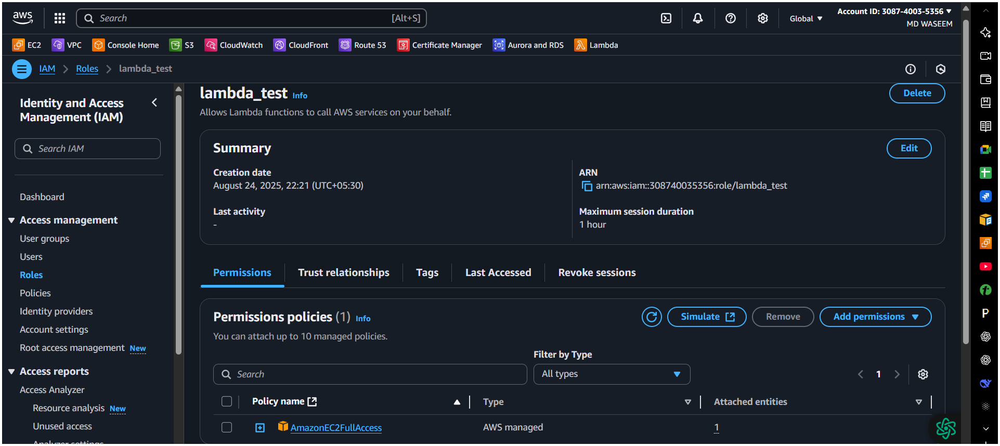 aws
Search [Alt+S]
Global
Account ID: 3087-4003-5356
MD WASEEM
EC2 VPC Console Home S3 CloudWatch CloudFront Route 53 Certificate Manager Aurora and RDS Lambda
IAM Roles lambda_test
Identity and Access
Management (IAM)
Search IAM
Dashboard
Access management
User groups
Users
Roles
Policies
Identity providers
Account settings
Root access management New
Access reports
Access Analyzer
Resource analysis New
Unused access
Analyzer settings
lambda_test Info
Delete
Allows Lambda functions to call AWS services on your behalf.
Summary
Edit
Creation date
August 24, 2025, 22:21 (UTC+05:30)
ARN
arn:aws:iam::308740035356:role/lambda_test
Last activity
-
Maximum session duration
1 hour
Permissions Trust relationships Tags Last Accessed Revoke sessions
Permissions policies (1) Info
Simulate Remove Add permissions
You can attach up to 10 managed policies.
Filter by Type
Search
All types
1
Policy name Type Attached entities
AmazonEC2FullAccess AWS managed 1
P